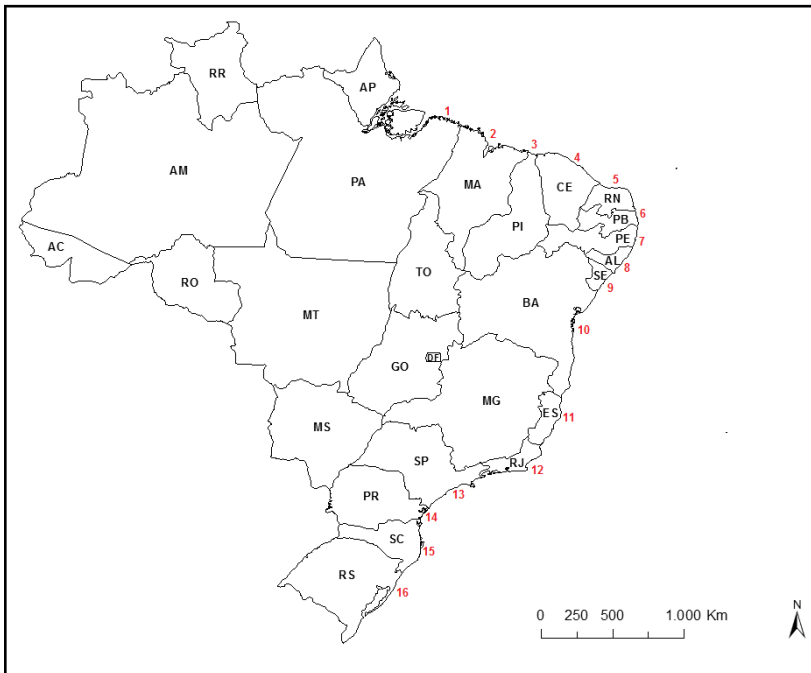 RR
AP
1
2
3
4
5
6
7
8
9
10
11
12
13
14
15
16
AM
PA
MA
CE
RN
PB
PE
AL
SE
PI
AC
RO
TO
BA
MT
GO
DF
MG
ES
MS
SP
RJ
PR
SC
RS
0 250 500 1.000 Km
N